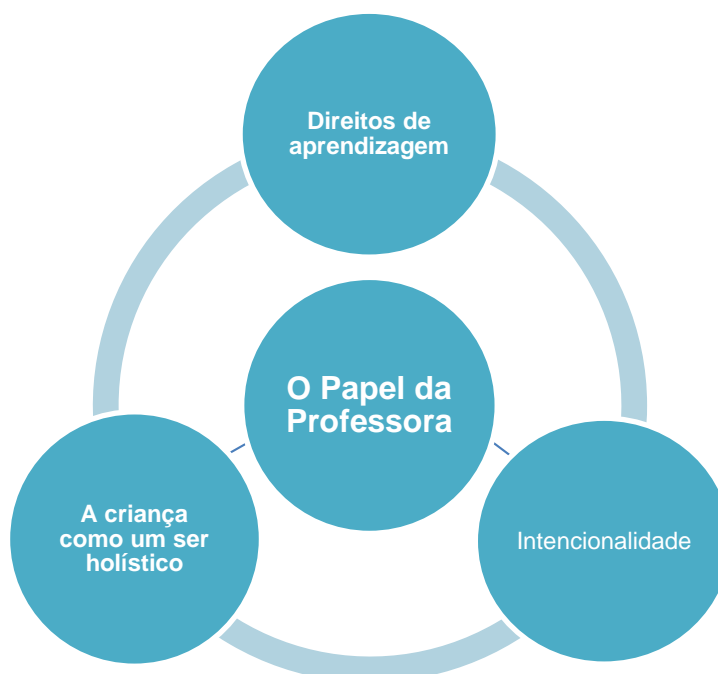 Direitos de
aprendizagem
O Papel da
Professora
A criança
como um ser
holístico
Intencionalidade